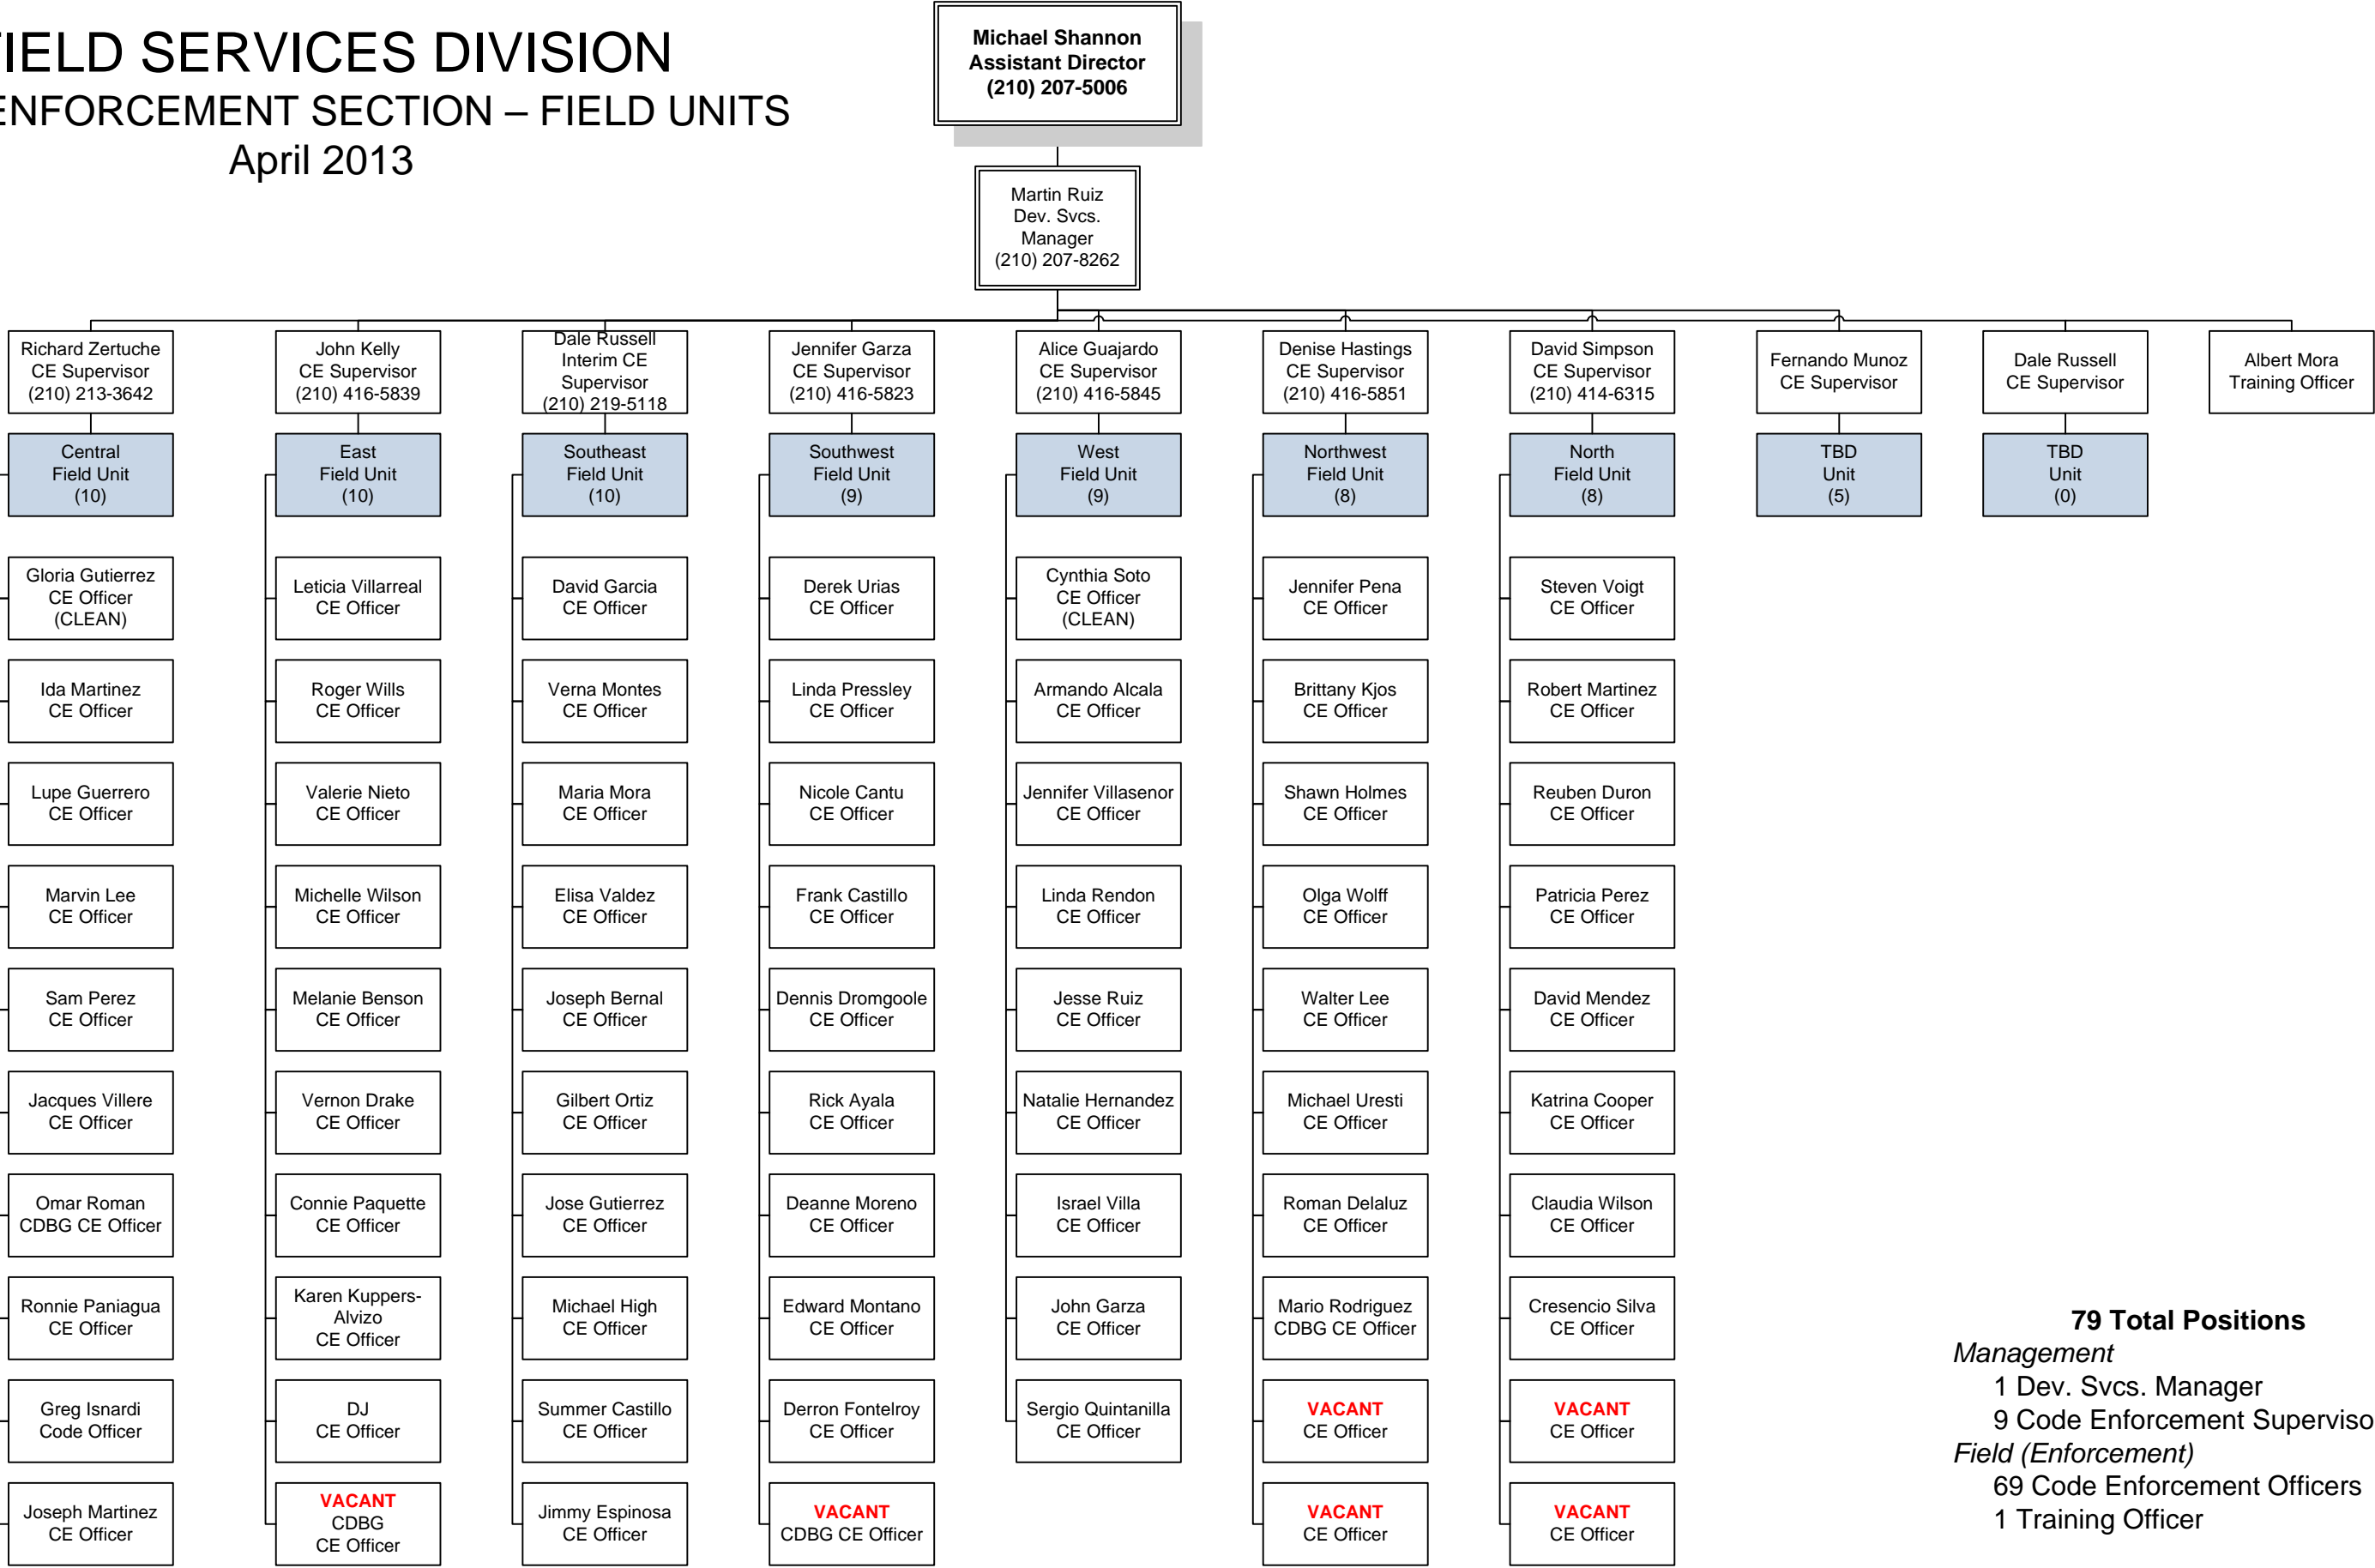 FIELD SERVICES DIVISION
ENFORCEMENT SECTION – FIELD UNITS
April 2013
Michael Shannon
Assistant Director
(210) 207-5006
Martin Ruiz
Dev. Svcs.
Manager
(210) 207-8262
Richard Zertuche
CE Supervisor
(210) 213-3642
John Kelly
CE Supervisor
(210) 416-5839
Dale Russell
Interim CE
Supervisor
(210) 219-5118
Jennifer Garza
CE Supervisor
(210) 416-5823
Alice Guajardo
CE Supervisor
(210) 416-5845
Denise Hastings
CE Supervisor
(210) 416-5851
David Simpson
CE Supervisor
(210) 414-6315
Fernando Munoz
CE Supervisor
Dale Russell
CE Supervisor
Albert Mora
Training Officer
Central
Field Unit
(10)
East
Field Unit
(10)
Southeast
Field Unit
(10)
Southwest
Field Unit
(9)
West
Field Unit
(9)
Northwest
Field Unit
(8)
North
Field Unit
(8)
TBD
Unit
(5)
TBD
Unit
(0)
Gloria Gutierrez
CE Officer
(CLEAN)
Leticia Villarreal
CE Officer
David Garcia
CE Officer
Derek Urias
CE Officer
Cynthia Soto
CE Officer
(CLEAN)
Jennifer Pena
CE Officer
Steven Voigt
CE Officer
Ida Martinez
CE Officer
Roger Wills
CE Officer
Verna Montes
CE Officer
Linda Pressley
CE Officer
Armando Alcala
CE Officer
Brittany Kjos
CE Officer
Robert Martinez
CE Officer
Lupe Guerrero
CE Officer
Valerie Nieto
CE Officer
Maria Mora
CE Officer
Nicole Cantu
CE Officer
Jennifer Villasenor
CE Officer
Shawn Holmes
CE Officer
Reuben Duron
CE Officer
Marvin Lee
CE Officer
Michelle Wilson
CE Officer
Elisa Valdez
CE Officer
Frank Castillo
CE Officer
Linda Rendon
CE Officer
Olga Wolff
CE Officer
Patricia Perez
CE Officer
Sam Perez
CE Officer
Melanie Benson
CE Officer
Joseph Bernal
CE Officer
Dennis Dromgoole
CE Officer
Jesse Ruiz
CE Officer
Walter Lee
CE Officer
David Mendez
CE Officer
Jacques Villere
CE Officer
Vernon Drake
CE Officer
Gilbert Ortiz
CE Officer
Rick Ayala
CE Officer
Natalie Hernandez
CE Officer
Michael Uresti
CE Officer
Katrina Cooper
CE Officer
Omar Roman
CDBG CE Officer
Connie Paquette
CE Officer
Jose Gutierrez
CE Officer
Deanne Moreno
CE Officer
Israel Villa
CE Officer
Roman Delaluz
CE Officer
Claudia Wilson
CE Officer
Ronnie Paniagua
CE Officer
Karen Kuppers-
Alvizo
CE Officer
Michael High
CE Officer
Edward Montano
CE Officer
John Garza
CE Officer
Mario Rodriguez
CDBG CE Officer
Cresencio Silva
CE Officer
Greg Isnardi
Code Officer
DJ
CE Officer
Summer Castillo
CE Officer
Derron Fontelroy
CE Officer
Sergio Quintanilla
CE Officer
VACANT
CE Officer
VACANT
CE Officer
Joseph Martinez
CE Officer
VACANT
CDBG
CE Officer
Jimmy Espinosa
CE Officer
VACANT
CDBG CE Officer
VACANT
CE Officer
VACANT
CE Officer
79 Total Positions
Management
1 Dev. Svcs. Manager
9 Code Enforcement Superviso
Field (Enforcement)
69 Code Enforcement Officers
1 Training Officer